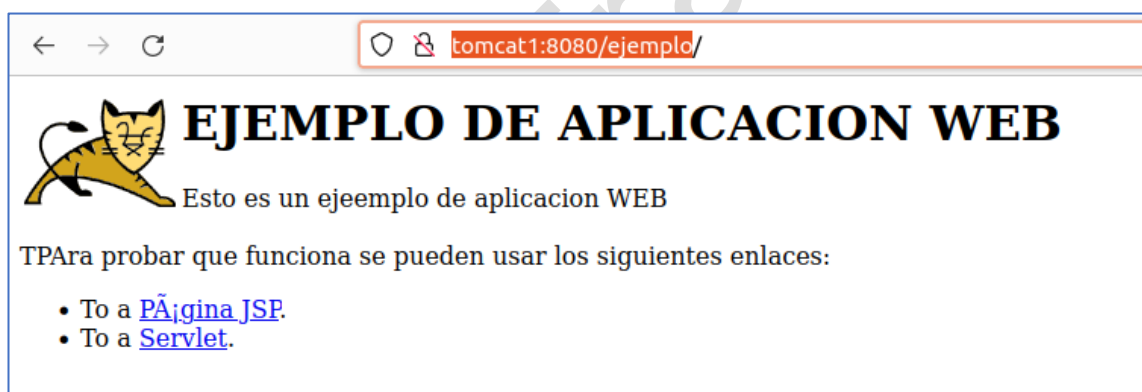 tomcat1:8080/ejemplo/
EJEMPLO DE APLICACION WEB
Esto es un ejeemplo de aplicacion WEB
TPAra probar que funciona se pueden usar los siguientes enlaces:
• To a PÃ¡gina JSP.
• To a Servlet.